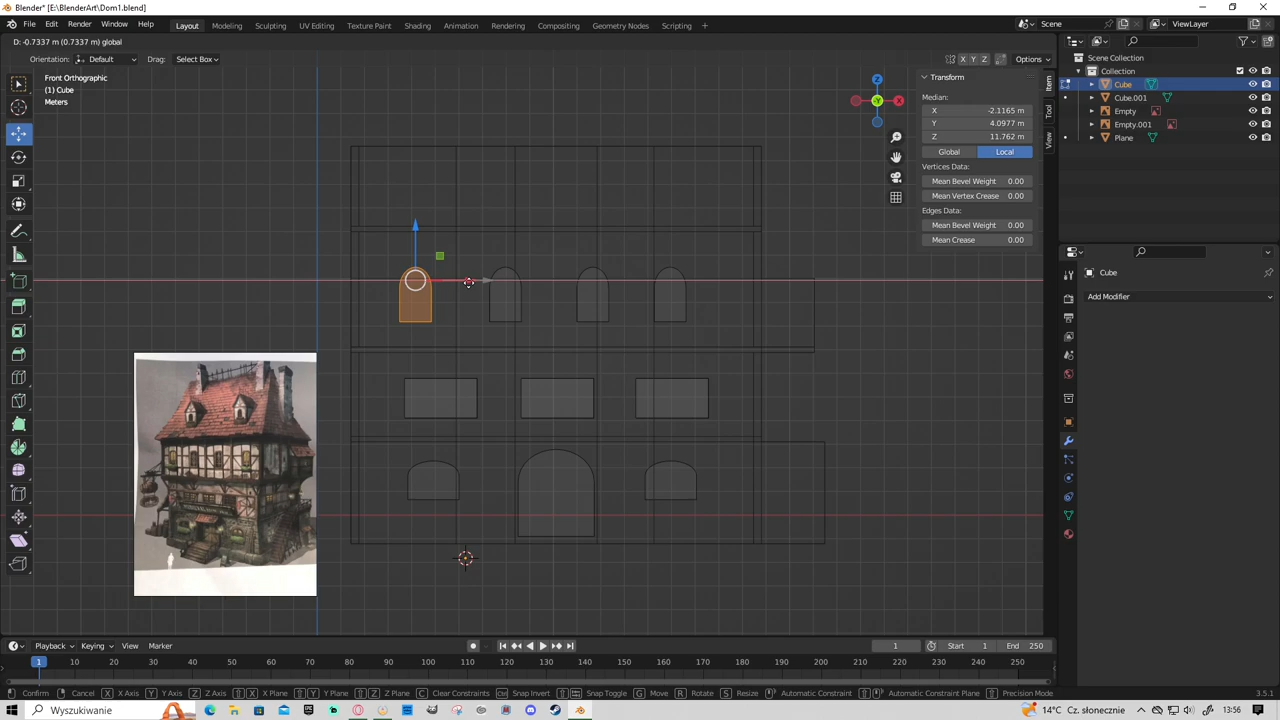 Blender* [E:\BlenderArt\Dom1.blend]
File Edit Render Window Help Layout Modeling Sculpting UV Editing Texture Paint Shading Animation Rendering Compositing Geometry Nodes Scripting + Scene ViewLayer
D: -0.7337 m (0.7337 m) global
Orientation: Default Drag: Select Box X Y Z Options
Front Orthographic
(1) Cube
Meters
Z
X
-Y
Transform
Median:
X -2.1165 m
Y 4.0977 m
Z 11.762 m
Global Local
Vertices Data:
Mean Bevel Weight 0.00
Mean Vertex Crease 0.00
Edges Data:
Mean Bevel Weight 0.00
Mean Crease 0.00
Item
Tool
View
Scene Collection
Collection
Cube
Cube.001
Empty
Empty.001
Plane
Cube
Add Modifier
Playback Keying View Marker 1 Start 1 End 250
1 10 20 30 40 50 60 70 80 90 100 110 120 130 140 150 160 170 180 190 200 210 220 230 240 250
Confirm Cancel X X Axis Y Y Axis Z Z Axis X X Plane Y Y Plane Z Z Plane C Clear Constraints Snap Invert Snap Toggle G Move R Rotate S Resize Automatic Constraint Automatic Constraint Plane Precision Mode 3.5.1
Wyszukiwanie 14°C Cz. słonecznie 13:56